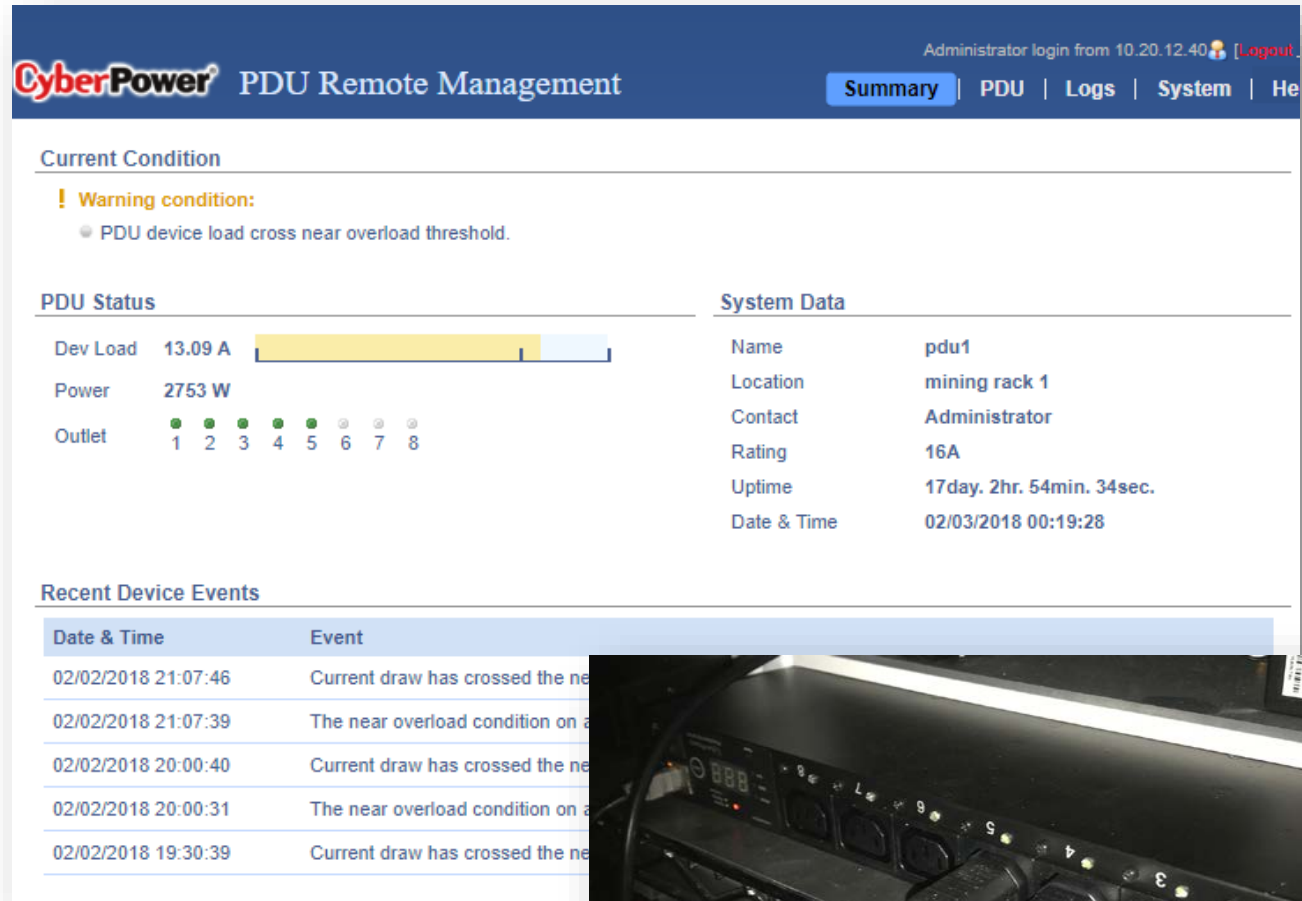 Administrator login from 10.20.12.40 [Logout
CyberPower® PDU Remote Management
Summary | PDU | Logs | System | He
Current Condition
! Warning condition:
PDU device load cross near overload threshold.
PDU Status
Dev Load 13.09 A
Power 2753 W
Outlet 1 2 3 4 5 6 7 8
System Data
Name pdu1
Location mining rack 1
Contact Administrator
Rating 16A
Uptime 17day. 2hr. 54min. 34sec.
Date & Time 02/03/2018 00:19:28
Recent Device Events
Date & Time Event
02/02/2018 21:07:46 Current draw has crossed the ne
02/02/2018 21:07:39 The near overload condition on a
02/02/2018 20:00:40 Current draw has crossed the ne
02/02/2018 20:00:31 The near overload condition on a
02/02/2018 19:30:39 Current draw has crossed the ne
8 7 6 5 4 3